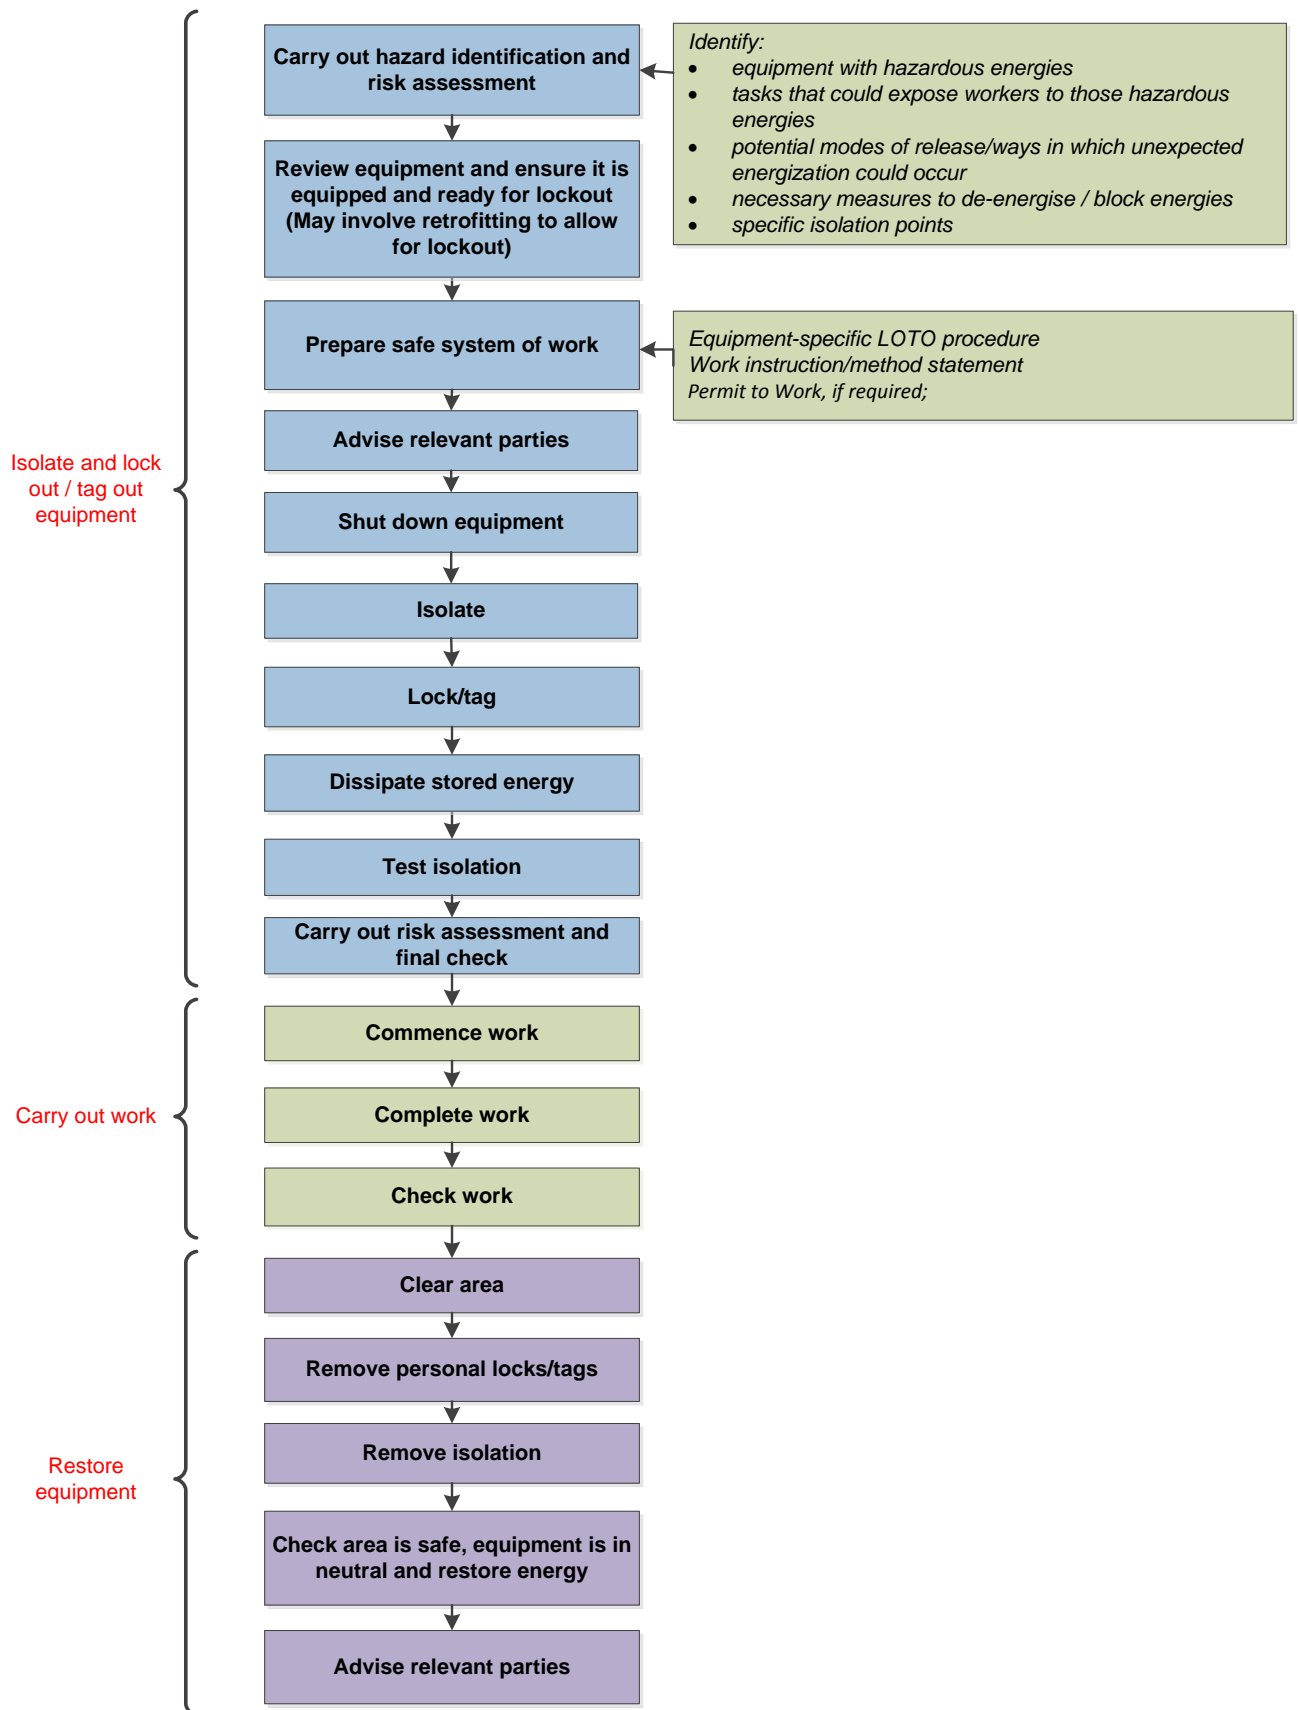 Carry out hazard identification and
risk assessment
Identify:
• equipment with hazardous energies
• tasks that could expose workers to those hazardous
energies
• potential modes of release/ways in which unexpected
energization could occur
• necessary measures to de-energise / block energies
• specific isolation points
Review equipment and ensure it is
equipped and ready for lockout
(May involve retrofitting to allow
for lockout)
Prepare safe system of work
Equipment-specific LOTO procedure
Work instruction/method statement
Permit to Work, if required;
Advise relevant parties
Isolate and lock
out / tag out
equipment
Shut down equipment
Isolate
Lock/tag
Dissipate stored energy
Test isolation
Carry out risk assessment and
final check
Commence work
Carry out work
Complete work
Check work
Clear area
Remove personal locks/tags
Remove isolation
Restore
equipment
Check area is safe, equipment is in
neutral and restore energy
Advise relevant parties